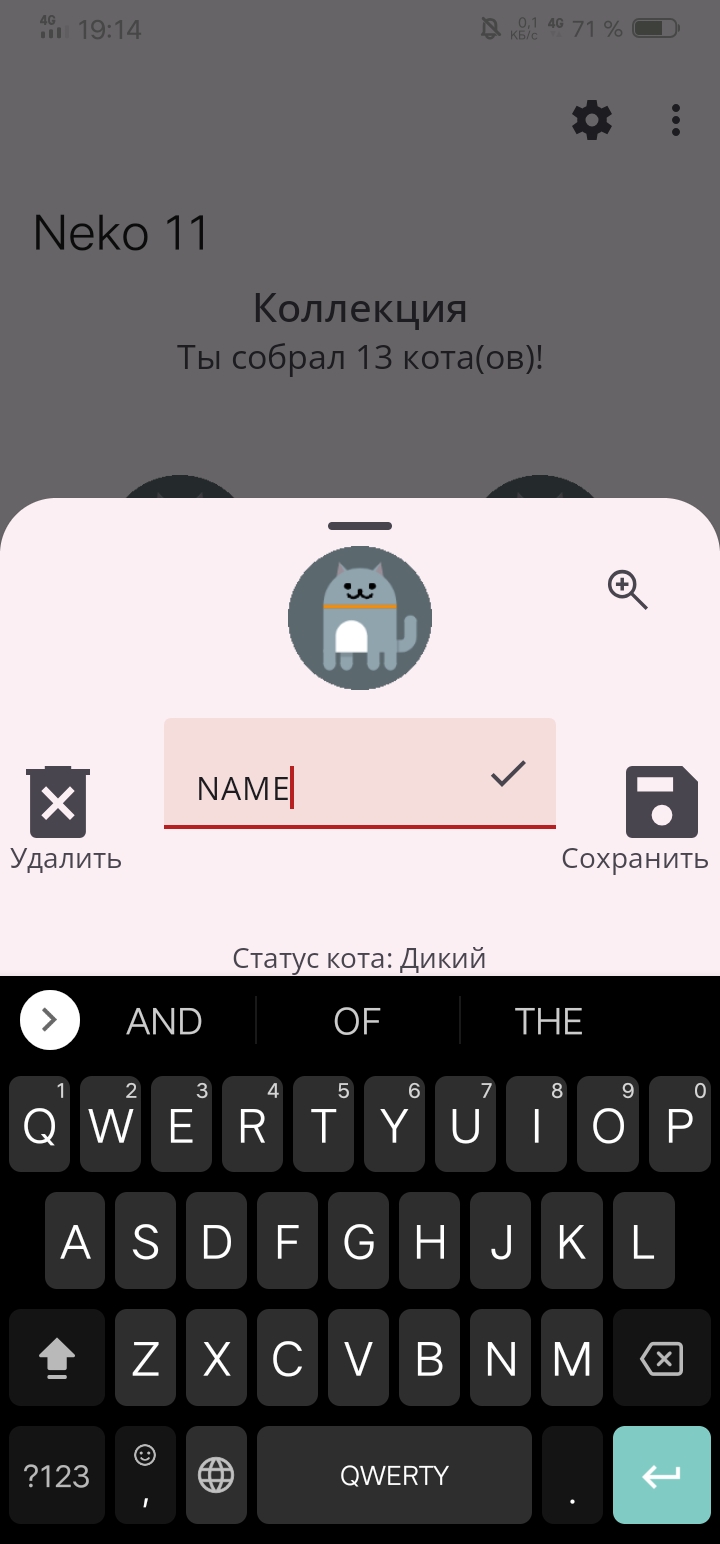 4G 19:14 0,1 КБ/с 4G 71 %
Neko 11
Коллекция
Ты собрал 13 кота(ов)!
NAME
Удалить
Сохранить
Статус кота: Дикий
AND OF THE
1 2 3 4 5 6 7 8 9 0
Q W E R T Y U I O P
A S D F G H J K L
Z X C V B N M
?123 , QWERTY .